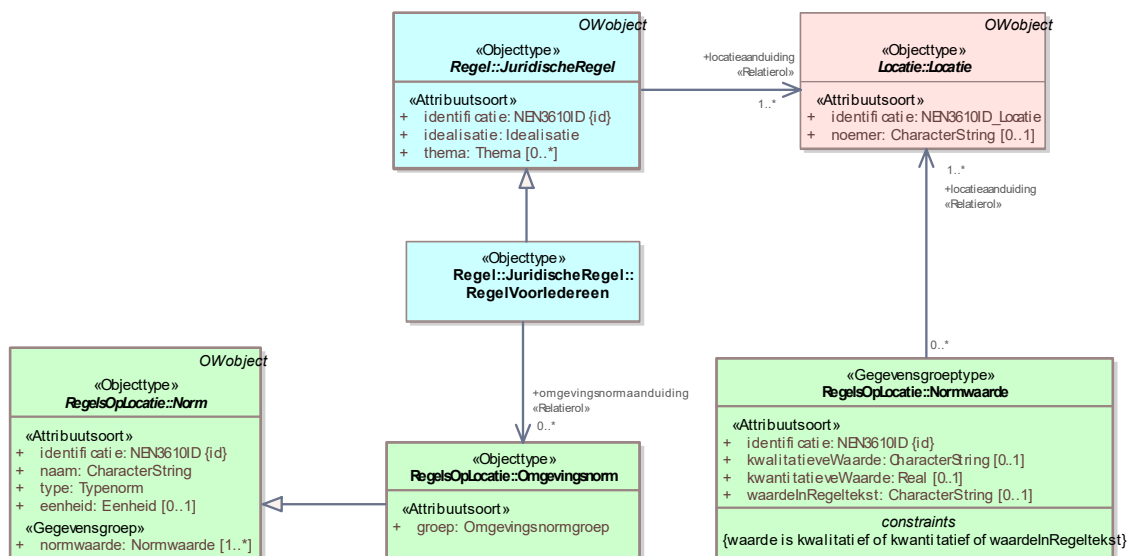 OWobject
«Objecttype»
Regel::JuridischeRegel
«Attribuutsoort»
+ identificatie: NEN3610ID {id}
+ idealisatie: Idealisatie
+ thema: Thema [0..*]
+locatieaanduiding
«Relatierol»
1..*
OWobject
«Objecttype»
Locatie::Locatie
«Attribuutsoort»
+ identificatie: NEN3610ID_Locatie
+ noemer: CharacterString [0..1]
1..*
+locatieaanduiding
«Relatierol»
0..*
«Objecttype»
Regel::JuridischeRegel::
RegelVoorIedereen
+omgevingsnormaanduiding
«Relatierol»
0..*
OWobject
«Objecttype»
RegelsOpLocatie::Norm
«Attribuutsoort»
+ identificatie: NEN3610ID {id}
+ naam: CharacterString
+ type: Typenorm
+ eenheid: Eenheid [0..1]
«Gegevensgroep»
+ normwaarde: Normwaarde [1..*]
«Objecttype»
RegelsOpLocatie::Omgevingsnorm
«Attribuutsoort»
+ groep: Omgevingsnormgroep
«Gegevensgroeptype»
RegelsOpLocatie::Normwaarde
«Attribuutsoort»
+ identificatie: NEN3610ID {id}
+ kwalitatieveWaarde: CharacterString [0..1]
+ kwantitatieveWaarde: Real [0..1]
+ waardeInRegeltekst: CharacterString [0..1]
constraints
{waarde is kwalitatief of kwantitatief of waardeInRegeltekst}